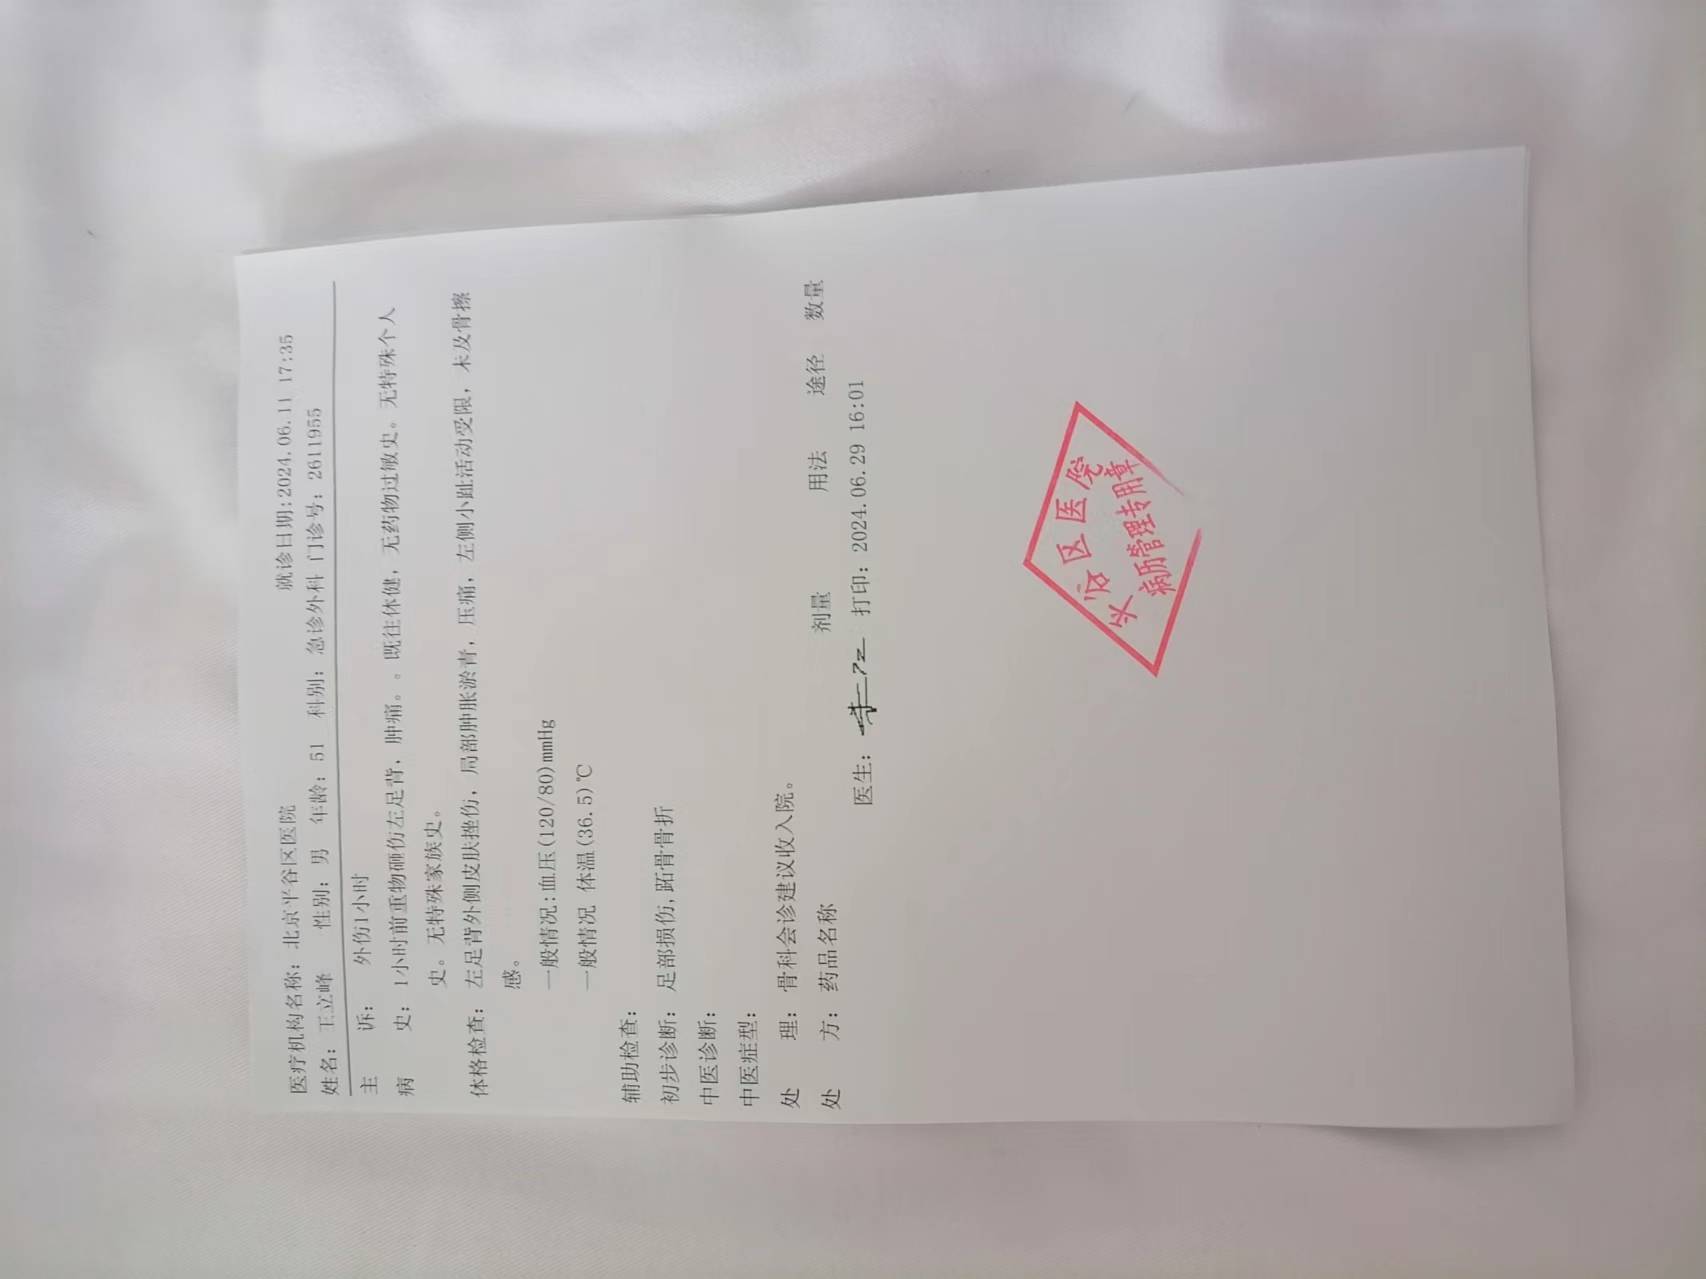 医疗机构名称：北京平谷区医院 就诊日期:2024.06.11 17:35
姓名： 王立峰 性别：男 年龄：51 科别：急诊外科 门诊号：2611955
主 诉： 外伤1小时
病 史：1小时前重物砸伤左足背，肿痛。。既往体健，无药物过敏史。无特殊个人
史。无特殊家族史。
体格检查：左足背外侧皮肤挫伤，局部肿胀淤青，压痛，左侧小趾活动受限，未及骨擦
感。
一般情况:血压(120/80)mmHg
一般情况 体温(36.5)℃
辅助检查：
初步诊断： 足部损伤,跖骨骨折
中医诊断：
中医症型：
处 理： 骨科会诊建议收入院。
处 方： 药品名称 剂量 用法 途径 数量
医生： 打印：2024.06.29 16:01
平谷区医院
病历管理专用章